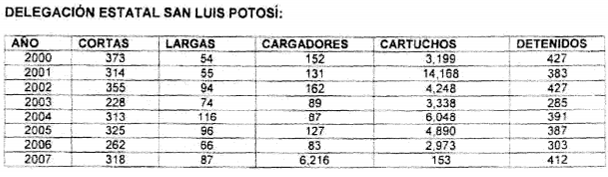 DELEGACIÓN ESTATAL SAN LUIS POTOSÍ:
AÑO CORTAS LARGAS CARGADORES CARTUCHOS DETENIDOS
2000 373 54 152 3,199 427
2001 314 55 131 14,168 383
2002 355 94 162 4,248 427
2003 228 74 89 3,338 285
2004 313 116 87 6,048 391
2005 325 96 127 4,890 387
2006 262 66 83 2,973 303
2007 318 87 6,216 153 412